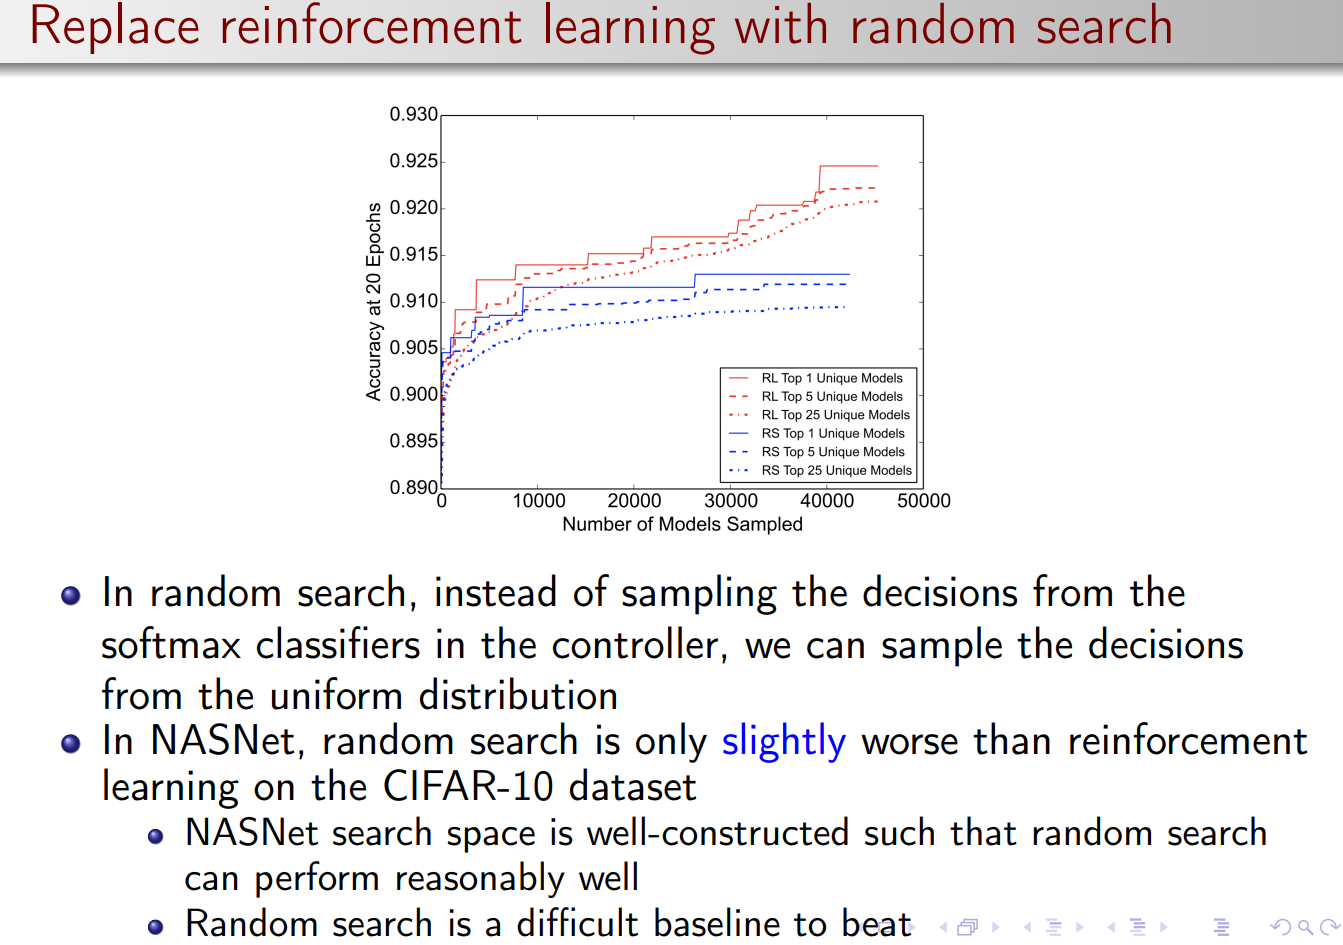 Replace reinforcement learning with random search
0.930
0.925
0.920
0.915
0.910
0.905
0.900
0.895
0.890
Accuracy at 20 Epochs
0 10000 20000 30000 40000 50000
Number of Models Sampled
RL Top 1 Unique Models
RL Top 5 Unique Models
RL Top 25 Unique Models
RS Top 1 Unique Models
RS Top 5 Unique Models
RS Top 25 Unique Models
In random search, instead of sampling the decisions from the
softmax classifiers in the controller, we can sample the decisions
from the uniform distribution
In NASNet, random search is only slightly worse than reinforcement
learning on the CIFAR-10 dataset
NASNet search space is well-constructed such that random search
can perform reasonably well
Random search is a difficult baseline to beat